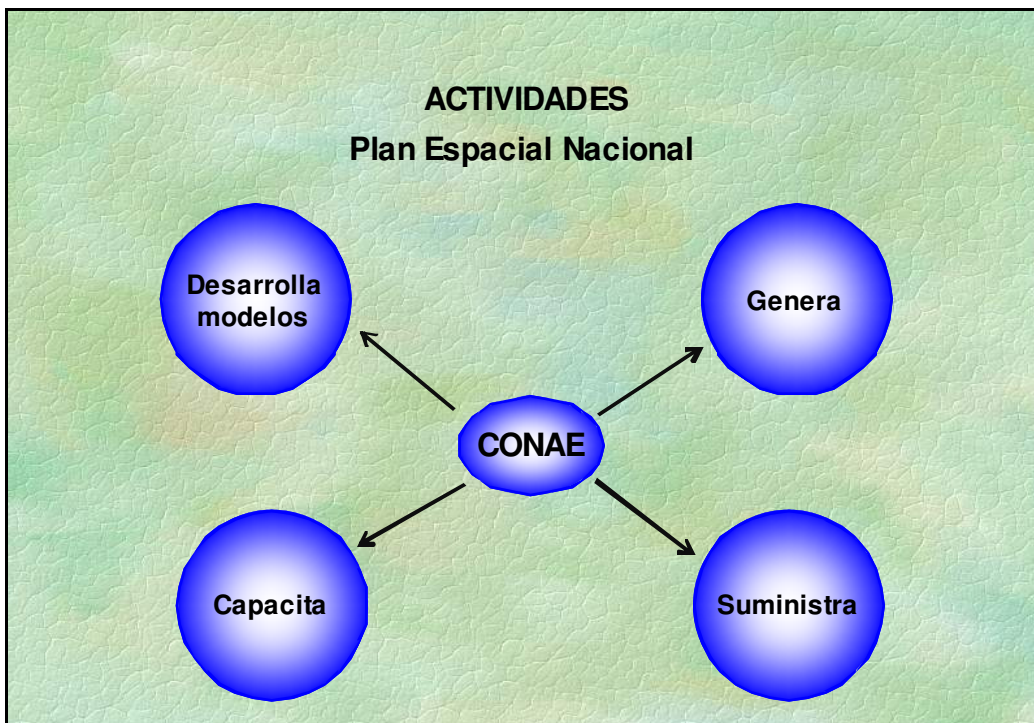 ACTIVIDADES
Plan Espacial Nacional
Desarrolla
modelos
Genera
CONAE
Capacita
Suministra